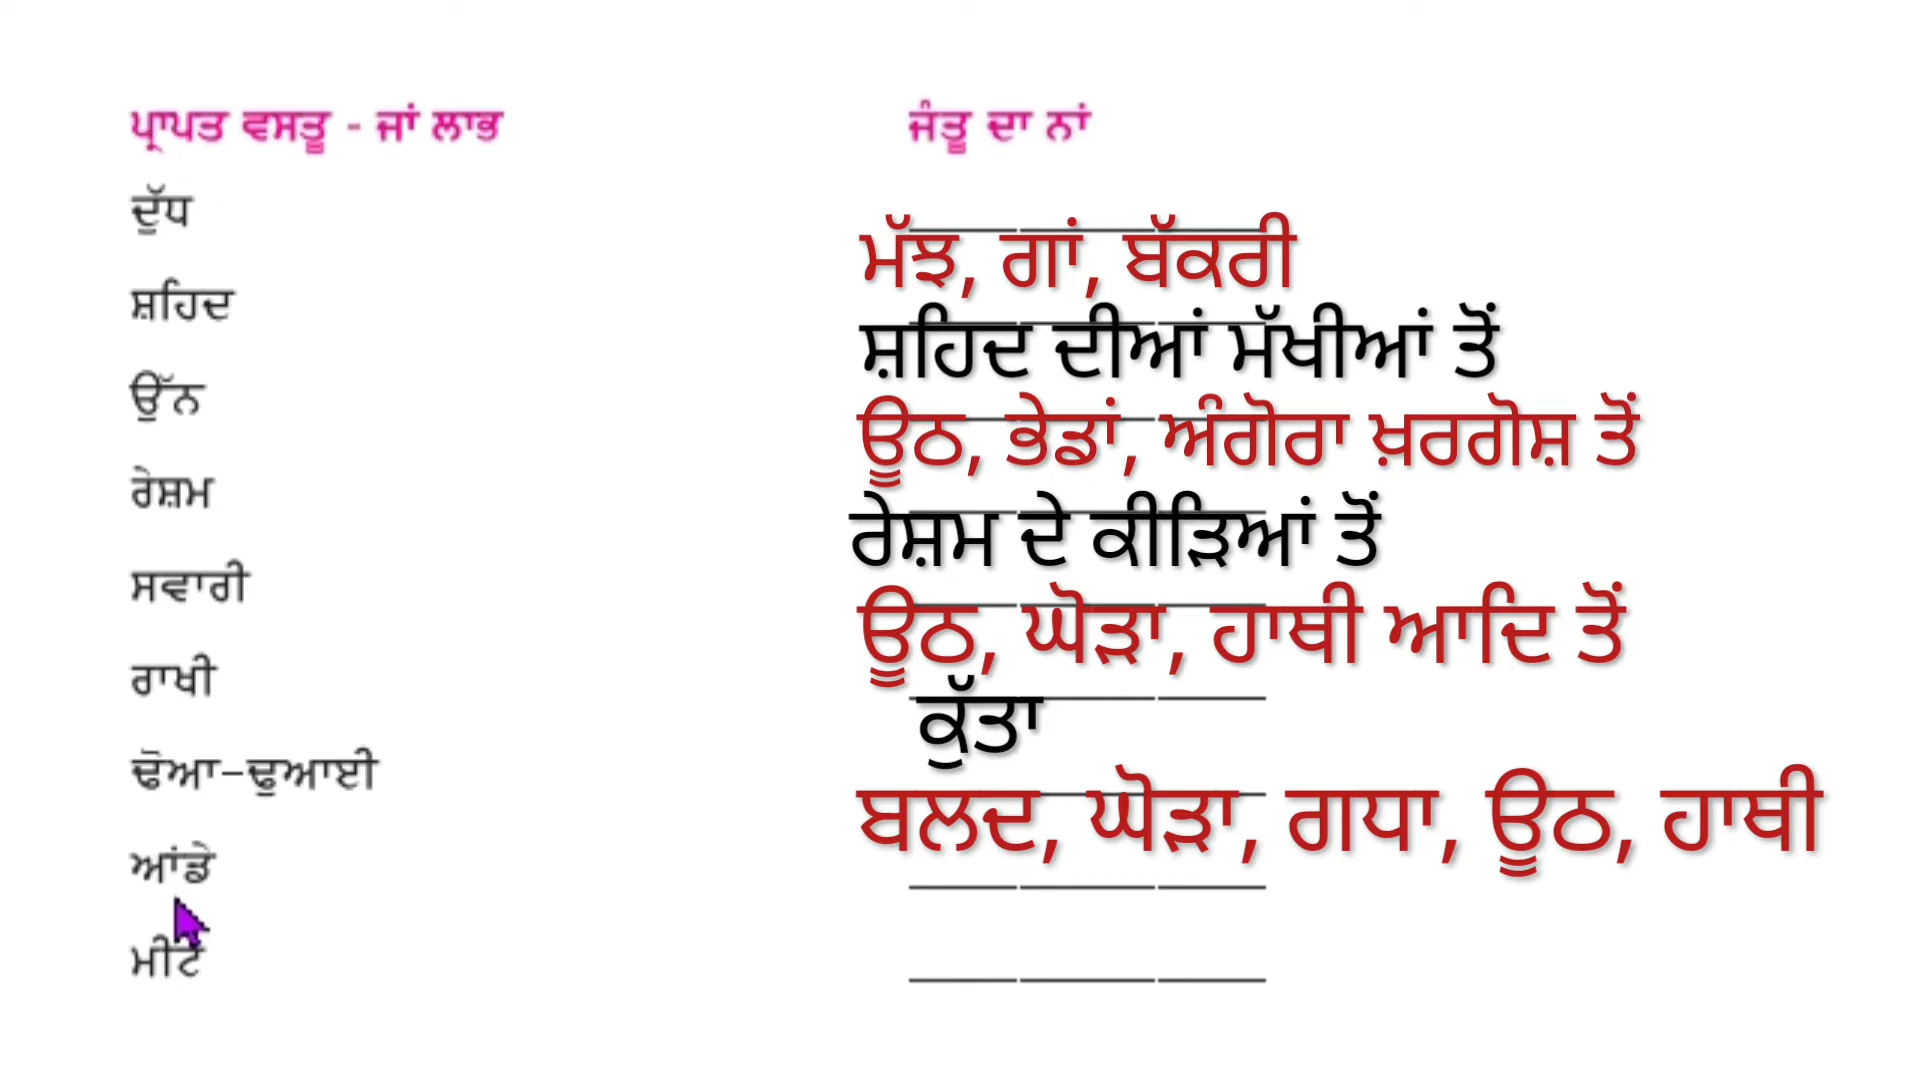 ਪ੍ਰਾਪਤ ਵਸਤੂ - ਜਾਂ ਲਾਭ ਜੰਤੂ ਦਾ ਨਾਂ
ਦੁੱਧ ਮੱਝ, ਗਾਂ, ਬੱਕਰੀ
ਸ਼ਹਿਦ ਸ਼ਹਿਦ ਦੀਆਂ ਮੱਖੀਆਂ ਤੋਂ
ਉੱਨ ਊਠ, ਭੇਡਾਂ, ਅੰਗੋਰਾ ਖ਼ਰਗੋਸ਼ ਤੋਂ
ਰੇਸ਼ਮ ਰੇਸ਼ਮ ਦੇ ਕੀੜਿਆਂ ਤੋਂ
ਸਵਾਰੀ ਊਠ, ਘੋੜਾ, ਹਾਥੀ ਆਦਿ ਤੋਂ
ਰਾਖੀ ਕੁੱਤਾ
ਢੋਆ-ਢੁਆਈ ਬਲਦ, ਘੋੜਾ, ਗਧਾ, ਊਠ, ਹਾਥੀ
ਆਂਡੇ
ਮੀਟ